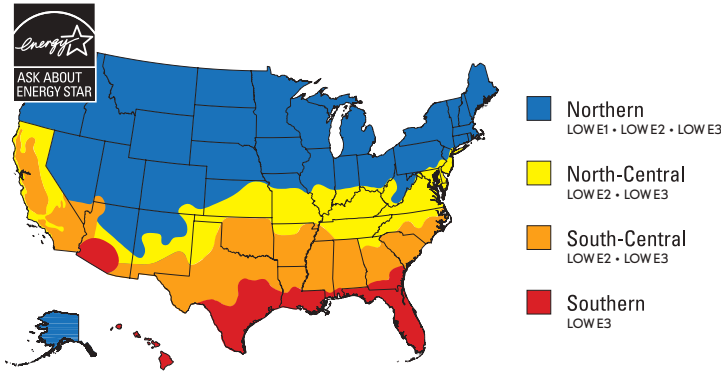 energy
ASK ABOUT
ENERGY STAR
Northern
LOWE1 • LOWE2 • LOWE3
North-Central
LOWE2 • LOWE3
South-Central
LOWE2 • LOWE3
Southern
LOWE3